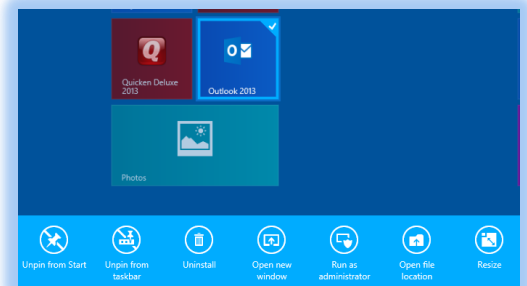 Quicken Deluxe
2013
Outlook 2013
Photos
Unpin from Start
Unpin from
taskbar
Uninstall
Open new
window
Run as
administrator
Open file
location
Resize